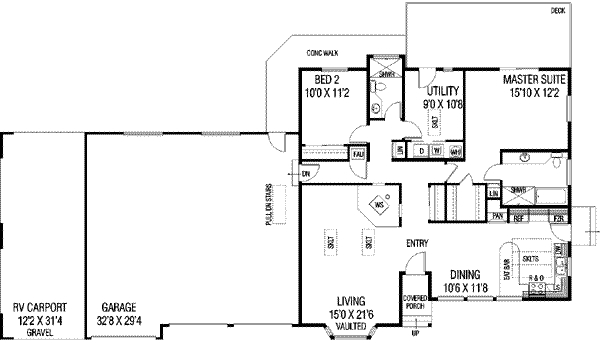 DECK
CONC WALK
SHWR
BED 2
10'0 X 11'2
UTILITY
9'0 X 10'8
SKLT
MASTER SUITE
15'10 X 12'2
LIN
D
W
WH
FAU
DN
SHWR
LIN
PAN
REF
FZR
PULL DN STAIRS
WS
SKLT
SKLT
ENTRY
DINING
10'6 X 11'8
EAT BAR
SKLTS
R & O
DW
LS
RV CARPORT
12'2 X 31'4
GRAVEL
GARAGE
32'8 X 29'4
LIVING
15'0 X 21'6
VAULTED
COVERED
PORCH
UP